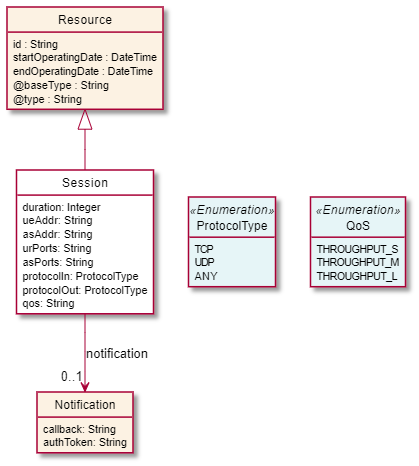 Resource
id : String
startOperatingDate : DateTime
endOperatingDate : DateTime
@baseType : String
@type : String
Session
duration: Integer
ueAddr: String
asAddr: String
urPorts: String
asPorts: String
protocolIn: ProtocolType
protocolOut: ProtocolType
qos: String
«Enumeration»
ProtocolType
TCP
UDP
ANY
«Enumeration»
QoS
THROUGHPUT_S
THROUGHPUT_M
THROUGHPUT_L
notification
0..1
Notification
callback: String
authToken: String